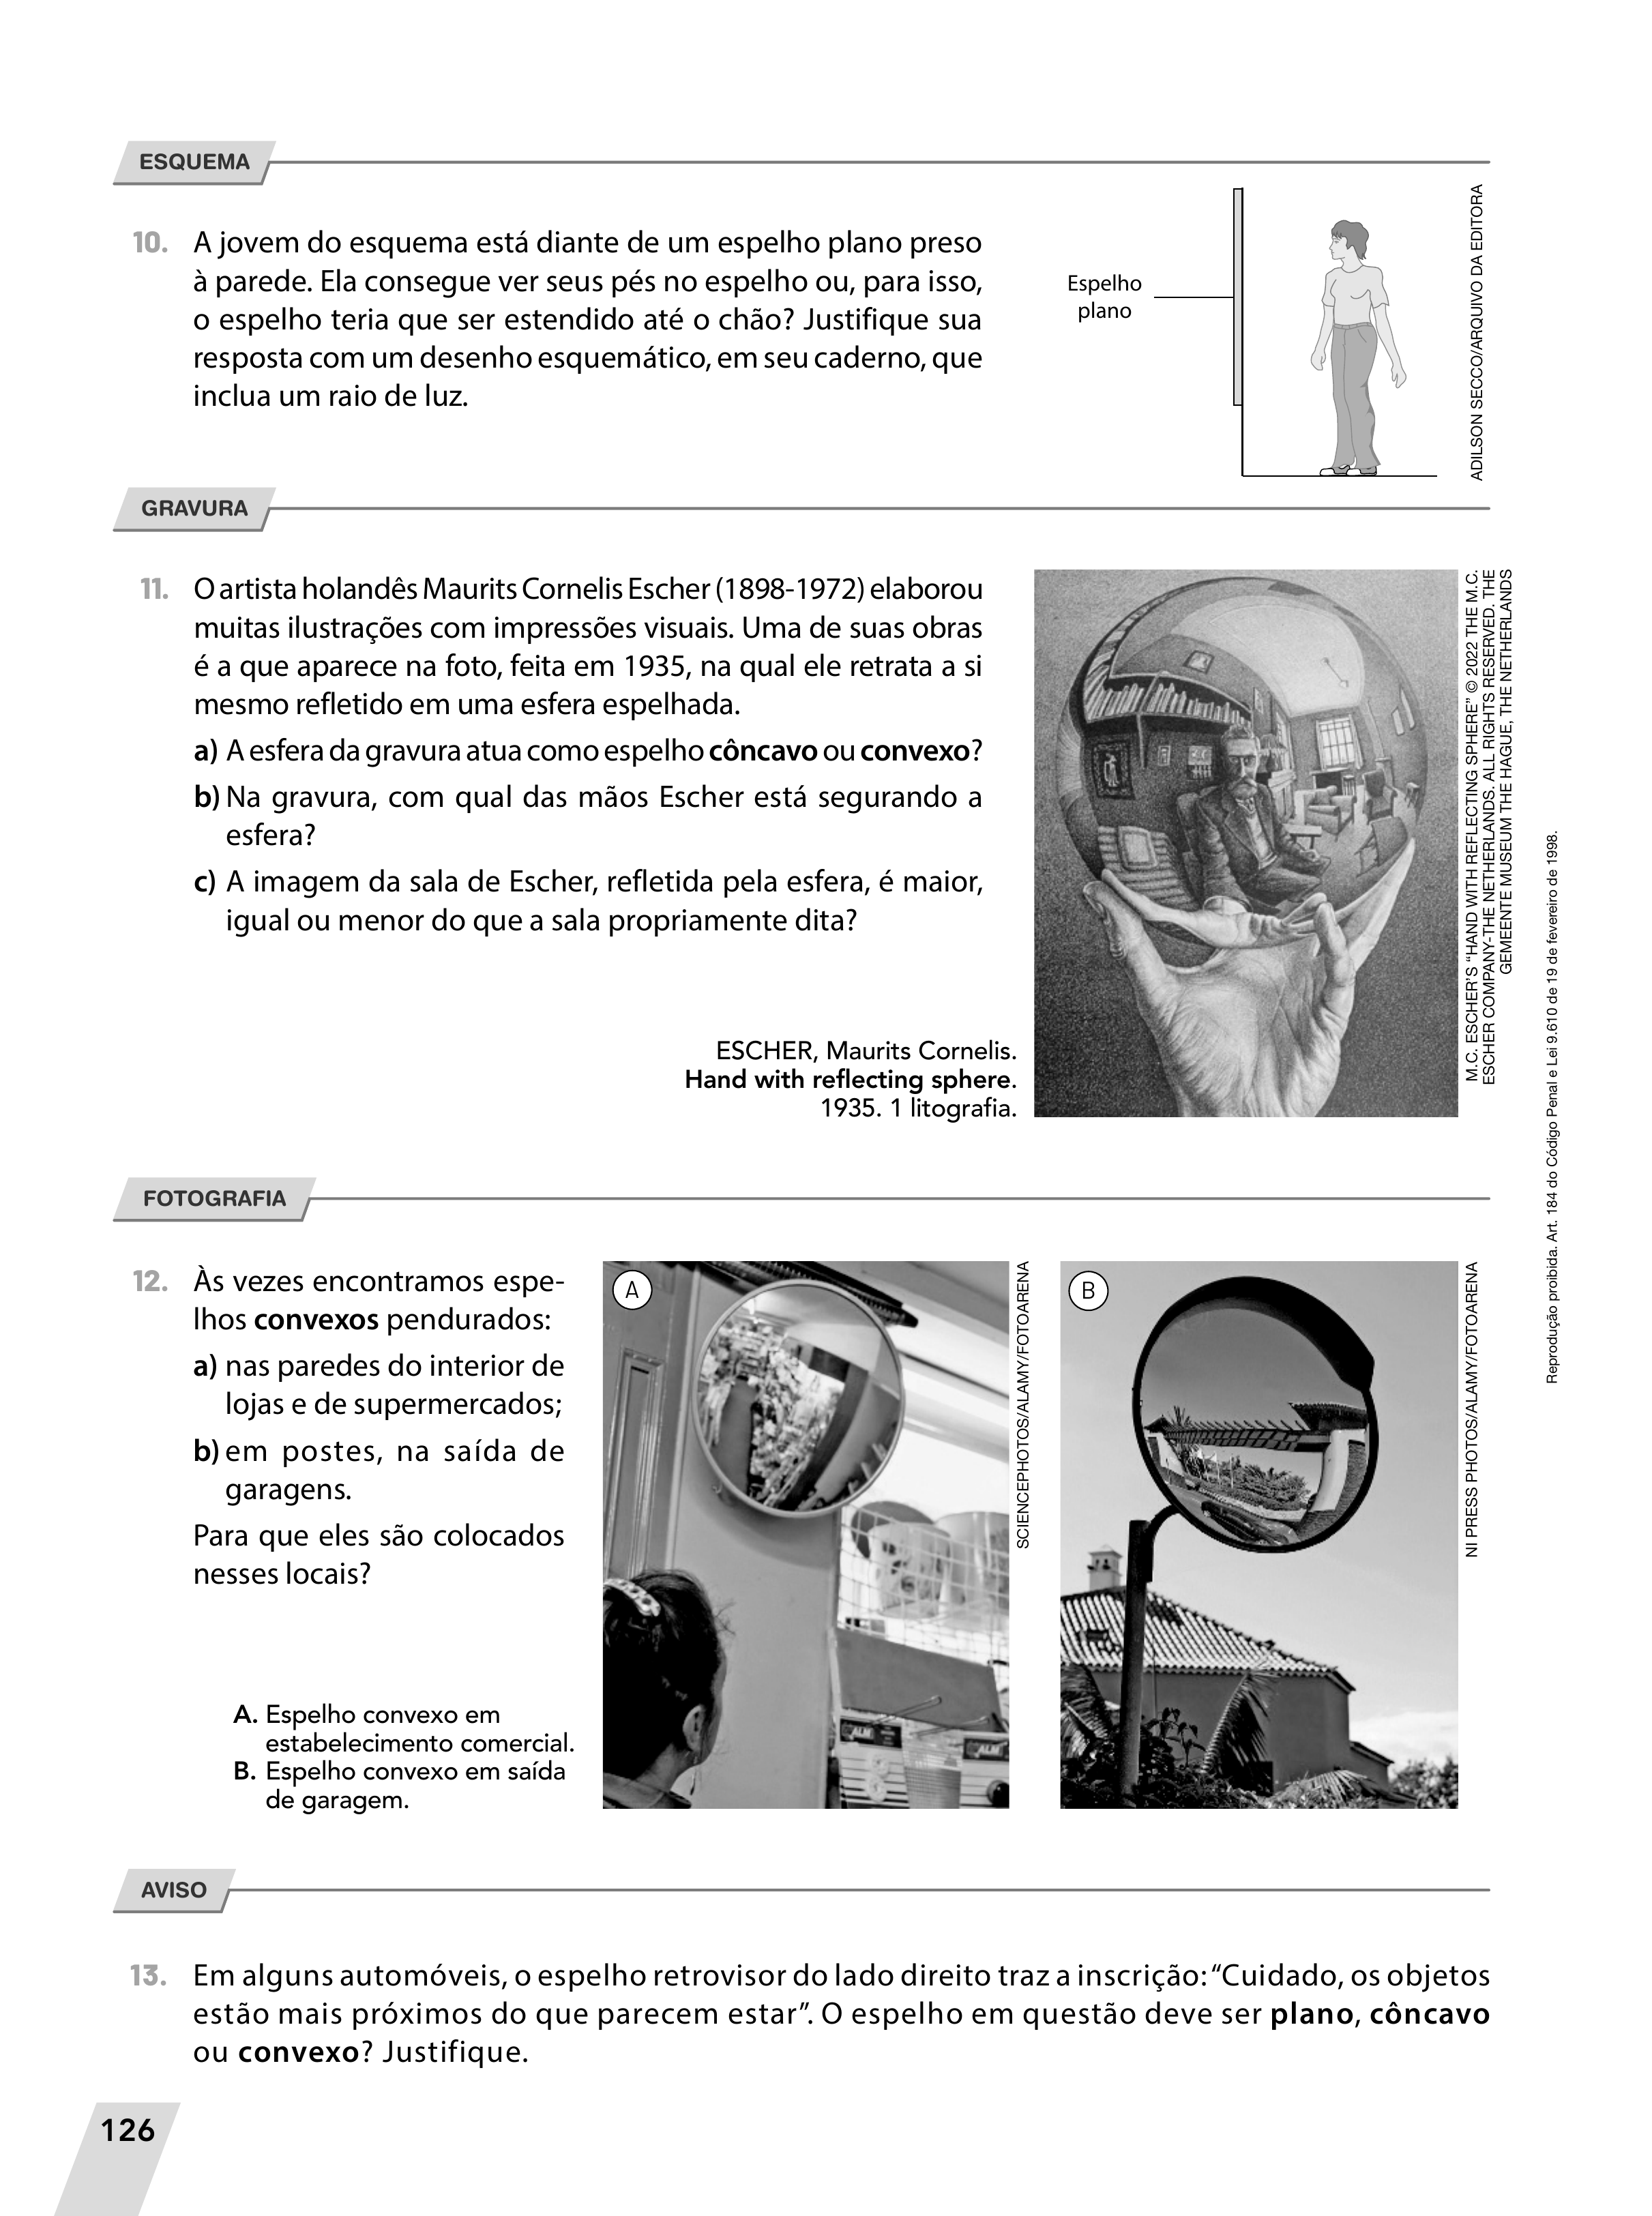 ESQUEMA
10. A jovem do esquema está diante de um espelho plano preso
à parede. Ela consegue ver seus pés no espelho ou, para isso,
o espelho teria que ser estendido até o chão? Justifique sua
resposta com um desenho esquemático, em seu caderno, que
inclua um raio de luz.
Espelho
plano
ADILSON SECCO/ARQUIVO DA EDITORA
GRAVURA
11. O artista holandês Maurits Cornelis Escher (1898-1972) elaborou
muitas ilustrações com impressões visuais. Uma de suas obras
é a que aparece na foto, feita em 1935, na qual ele retrata a si
mesmo refletido em uma esfera espelhada.
a) A esfera da gravura atua como espelho côncavo ou convexo?
b) Na gravura, com qual das mãos Escher está segurando a
esfera?
c) A imagem da sala de Escher, refletida pela esfera, é maior,
igual ou menor do que a sala propriamente dita?
ESCHER, Maurits Cornelis.
Hand with reflecting sphere.
1935. 1 litografia.
M.C. ESCHER'S “HAND WITH REFLECTING SPHERE” © 2022 THE M.C.
ESCHER COMPANY-THE NETHERLANDS. ALL RIGHTS RESERVED. THE
GEMEENTE MUSEUM THE HAGUE, THE NETHERLANDS
Reprodução proibida. Art. 184 do Código Penal e Lei 9.610 de 19 de fevereiro de 1998.
FOTOGRAFIA
12. Às vezes encontramos espe-
lhos convexos pendurados:
a) nas paredes do interior de
lojas e de supermercados;
b) em postes, na saída de
garagens.
Para que eles são colocados
nesses locais?
A. Espelho convexo em
estabelecimento comercial.
B. Espelho convexo em saída
de garagem.
A
SCIENCEPHOTOS/ALAMY/FOTOARENA
B
NI PRESS PHOTOS/ALAMY/FOTOARENA
AVISO
13. Em alguns automóveis, o espelho retrovisor do lado direito traz a inscrição: “Cuidado, os objetos
estão mais próximos do que parecem estar”. O espelho em questão deve ser plano, côncavo
ou convexo? Justifique.
126